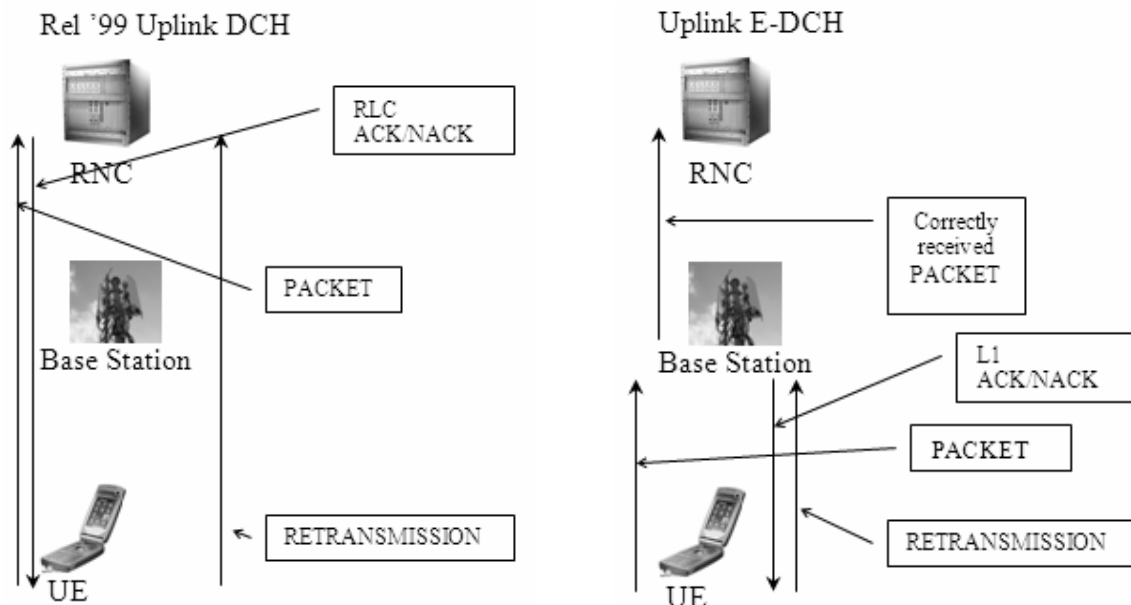 Rel ’99 Uplink DCH
RLC
ACK/NACK
RNC
PACKET
Base Station
RETRANSMISSION
UE
Uplink E-DCH
RNC
Correctly
received
PACKET
Base Station
L1
ACK/NACK
PACKET
RETRANSMISSION
UE